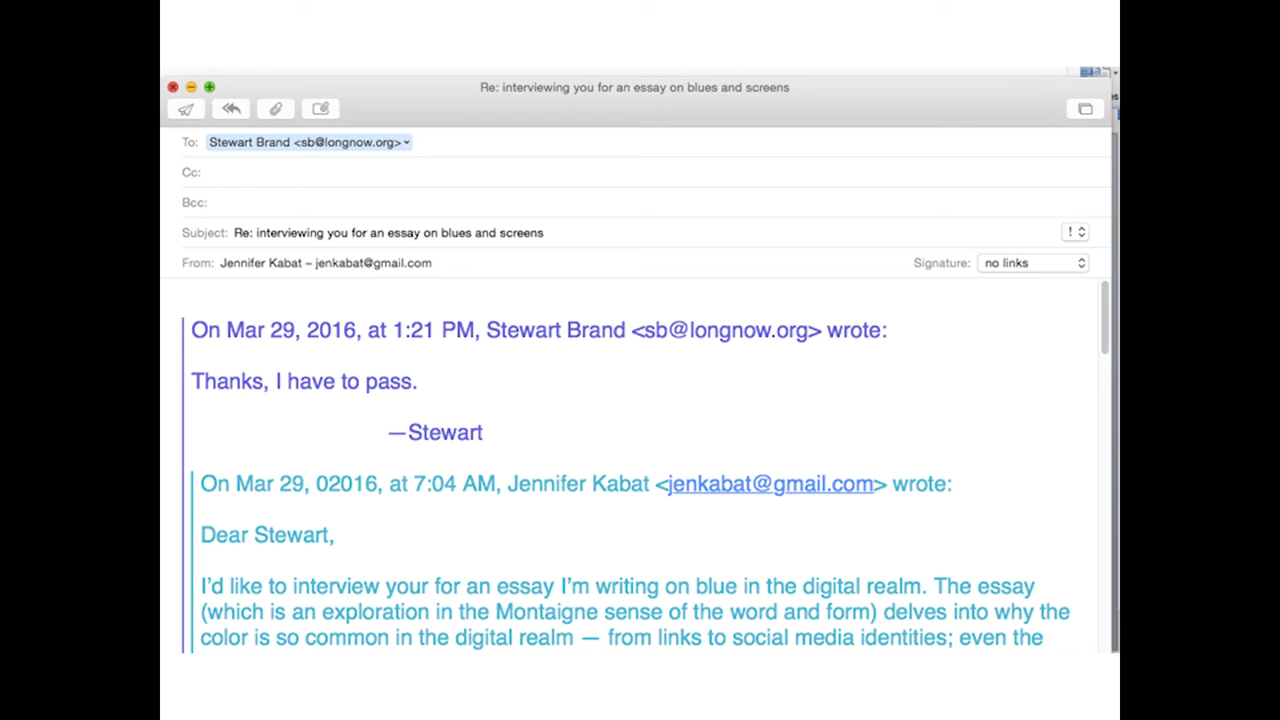 Re: interviewing you for an essay on blues and screens
To: Stewart Brand <sb@longnow.org>
Cc:
Bcc:
Subject: Re: interviewing you for an essay on blues and screens
!
From: Jennifer Kabat – jenkabat@gmail.com
Signature: no links
On Mar 29, 2016, at 1:21 PM, Stewart Brand <sb@longnow.org> wrote:
Thanks, I have to pass.
—Stewart
On Mar 29, 02016, at 7:04 AM, Jennifer Kabat <jenkabat@gmail.com> wrote:
Dear Stewart,
I'd like to interview your for an essay I'm writing on blue in the digital realm. The essay
(which is an exploration in the Montaigne sense of the word and form) delves into why the
color is so common in the digital realm — from links to social media identities; even the